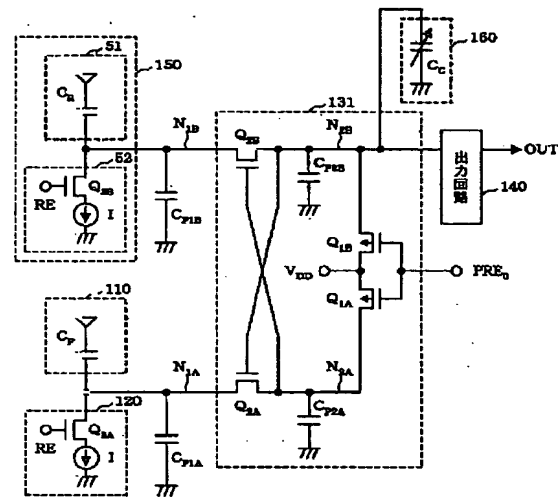 51
150
160
C_R
C_C
131
N_1B
Q_2B
N_2B
52
RE
Q_3B
I
C_P1B
C_P2B
出力回路
OUT
140
Q_1B
V_DD
PRE_0
Q_1A
110
C_F
N_1A
N_2A
Q_2A
120
RE
Q_3A
I
C_P1A
C_P2A